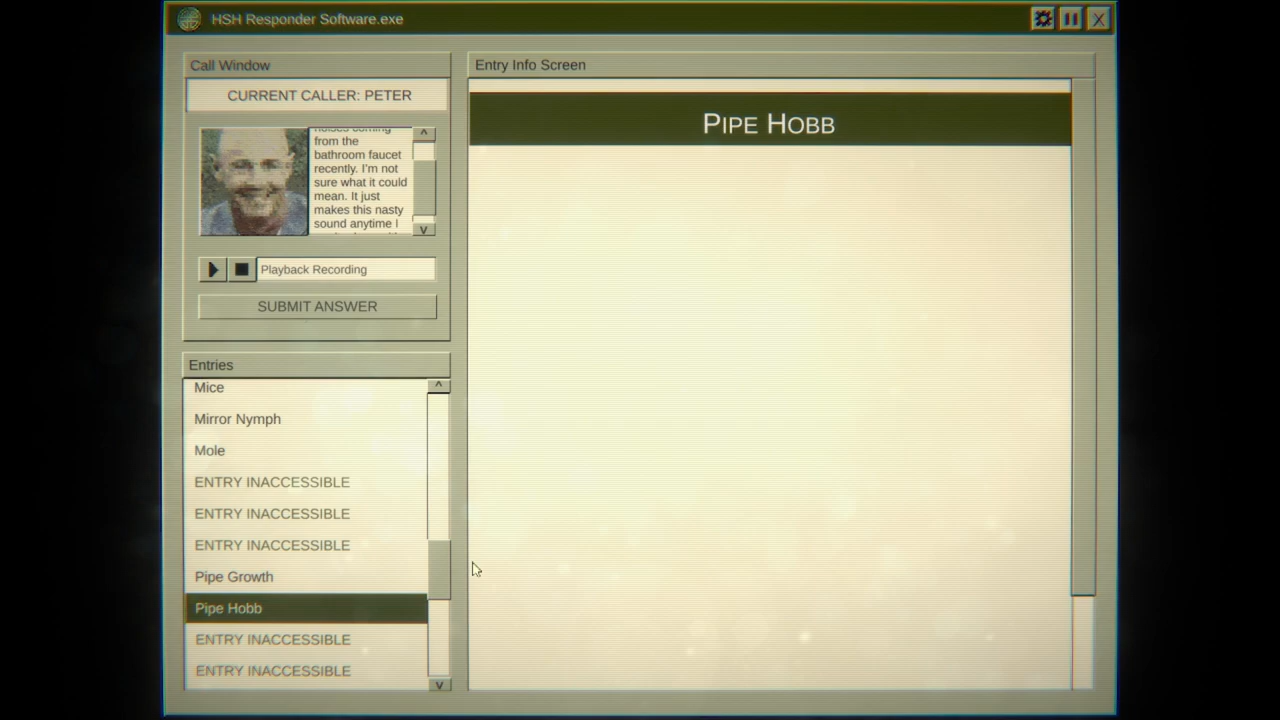 HSH Responder Software.exe
Call Window
CURRENT CALLER: PETER
noises coming
from the
bathroom faucet
recently. I'm not
sure what it could
mean. It just
makes this nasty
sound anytime I
Playback Recording
SUBMIT ANSWER
Entries
Mice
Mirror Nymph
Mole
ENTRY INACCESSIBLE
ENTRY INACCESSIBLE
ENTRY INACCESSIBLE
Pipe Growth
Pipe Hobb
ENTRY INACCESSIBLE
ENTRY INACCESSIBLE
Entry Info Screen
PIPE HOBB